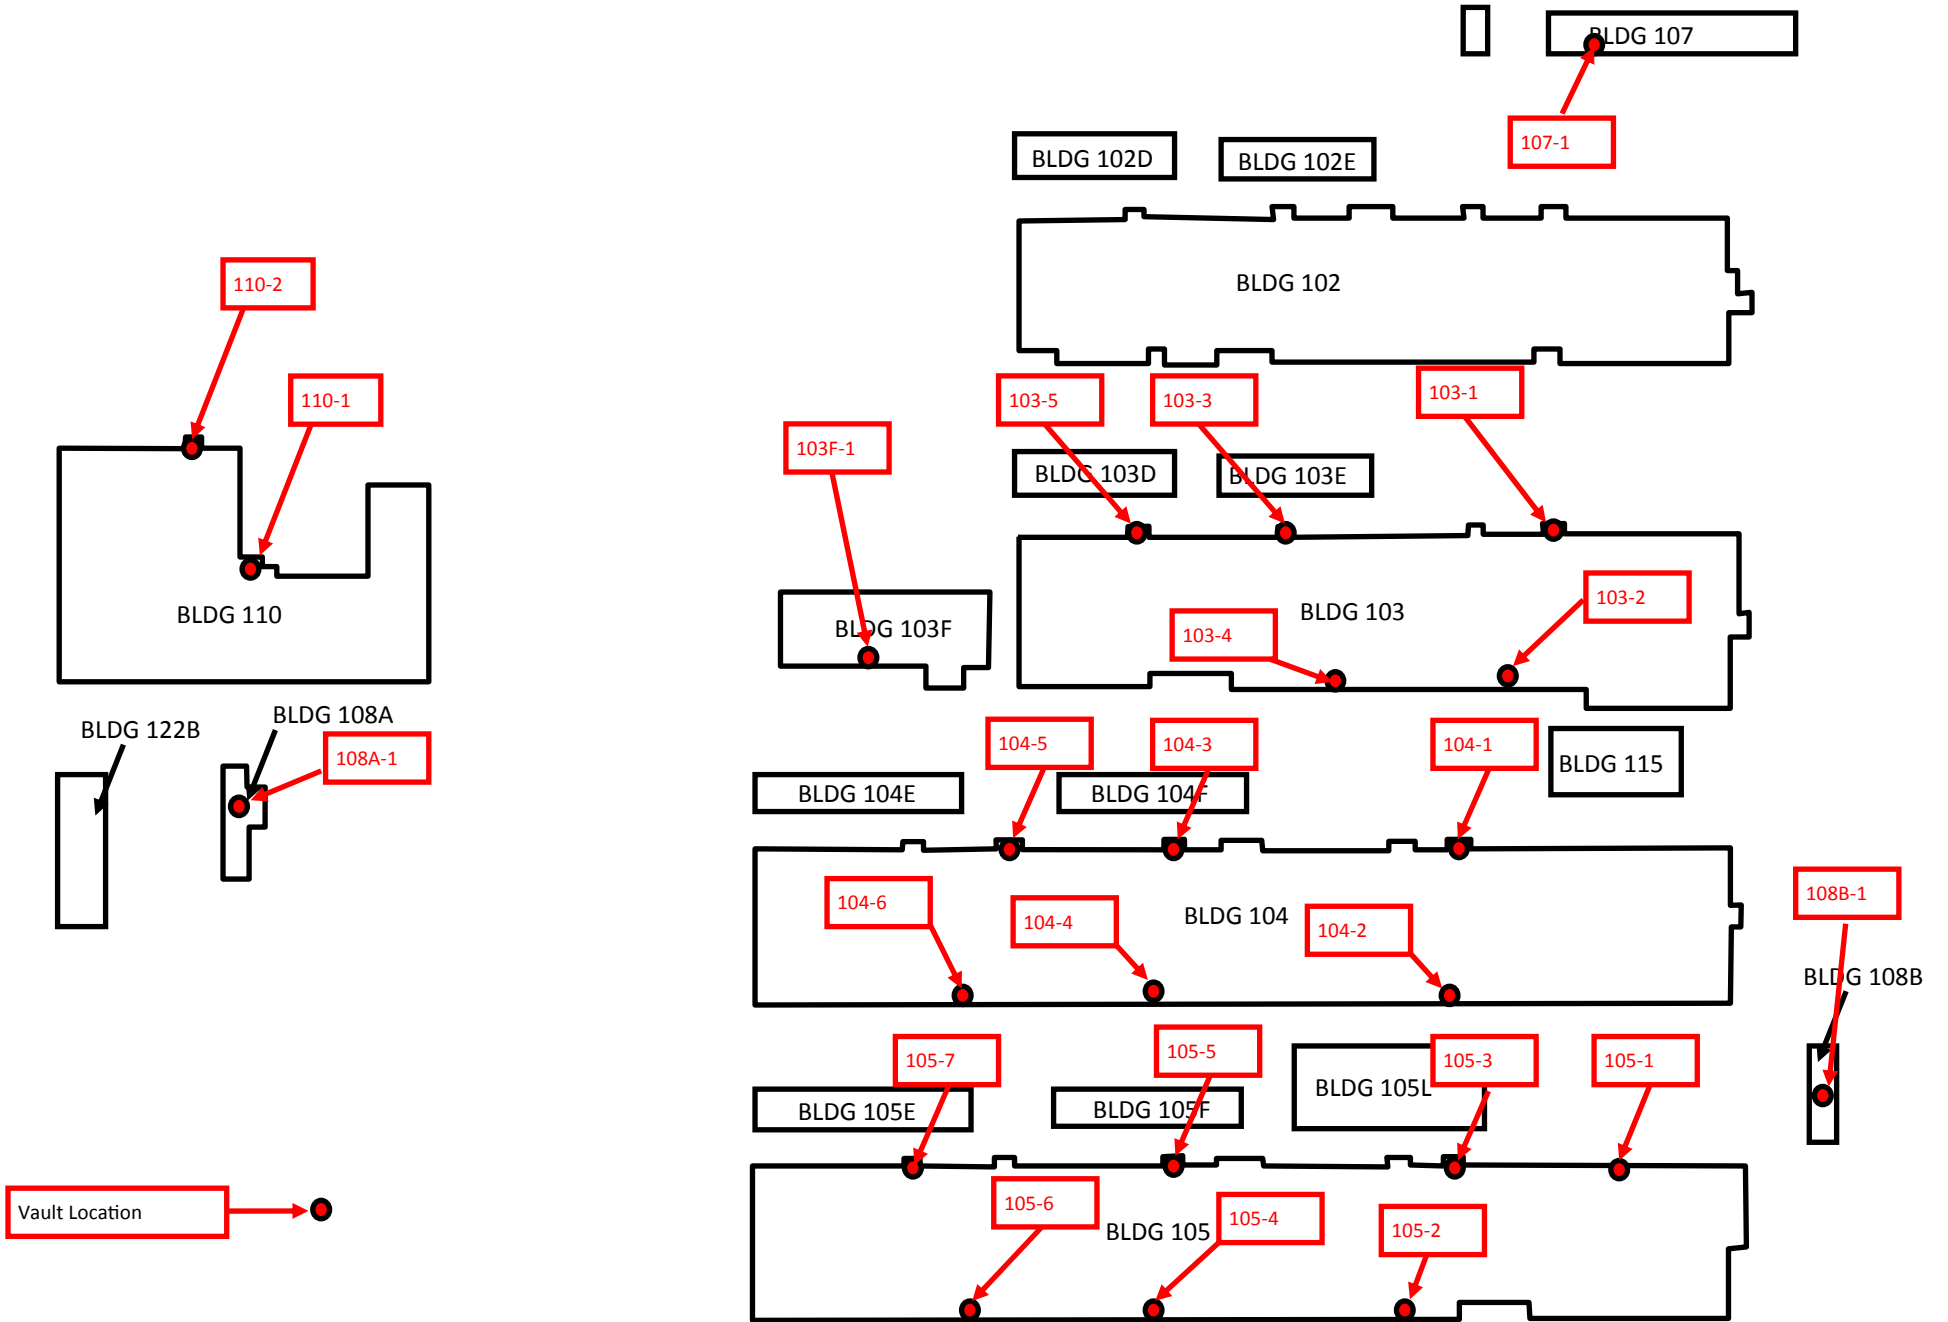 BLDG 107
107-1
BLDG 102D
BLDG 102E
BLDG 102
110-2
110-1
103-5
103-3
103-1
103F-1
BLDG 103D
BLDG 103E
BLDG 110
BLDG 103F
BLDG 103
103-2
103-4
BLDG 122B
BLDG 108A
108A-1
104-5
104-3
104-1
BLDG 115
BLDG 104E
BLDG 104F
104-6
104-4
BLDG 104
104-2
108B-1
BLDG 108B
105-7
105-5
105-3
105-1
BLDG 105E
BLDG 105F
BLDG 105L
Vault Location
105-6
BLDG 105
105-4
105-2